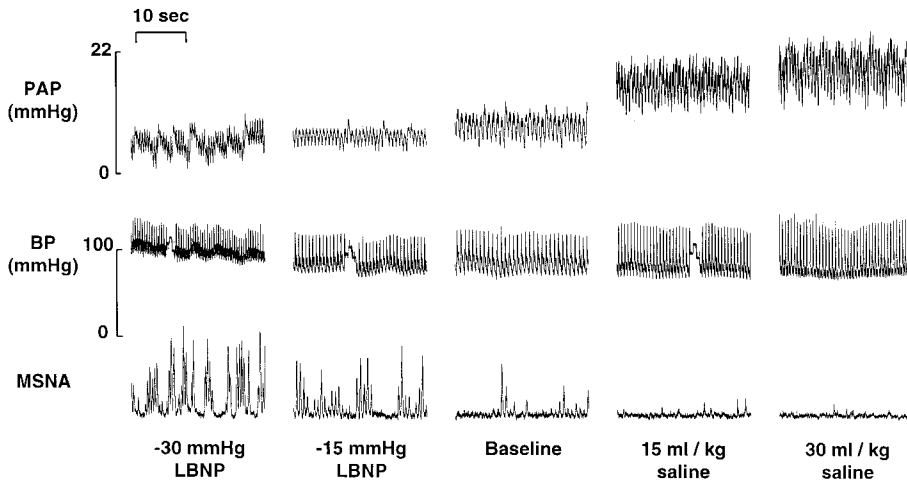 10 sec
22
PAP
(mmHg)
0
BP
(mmHg)
100
0
MSNA
-30 mmHg
LBNP
-15 mmHg
LBNP
Baseline
15 ml / kg
saline
30 ml / kg
saline